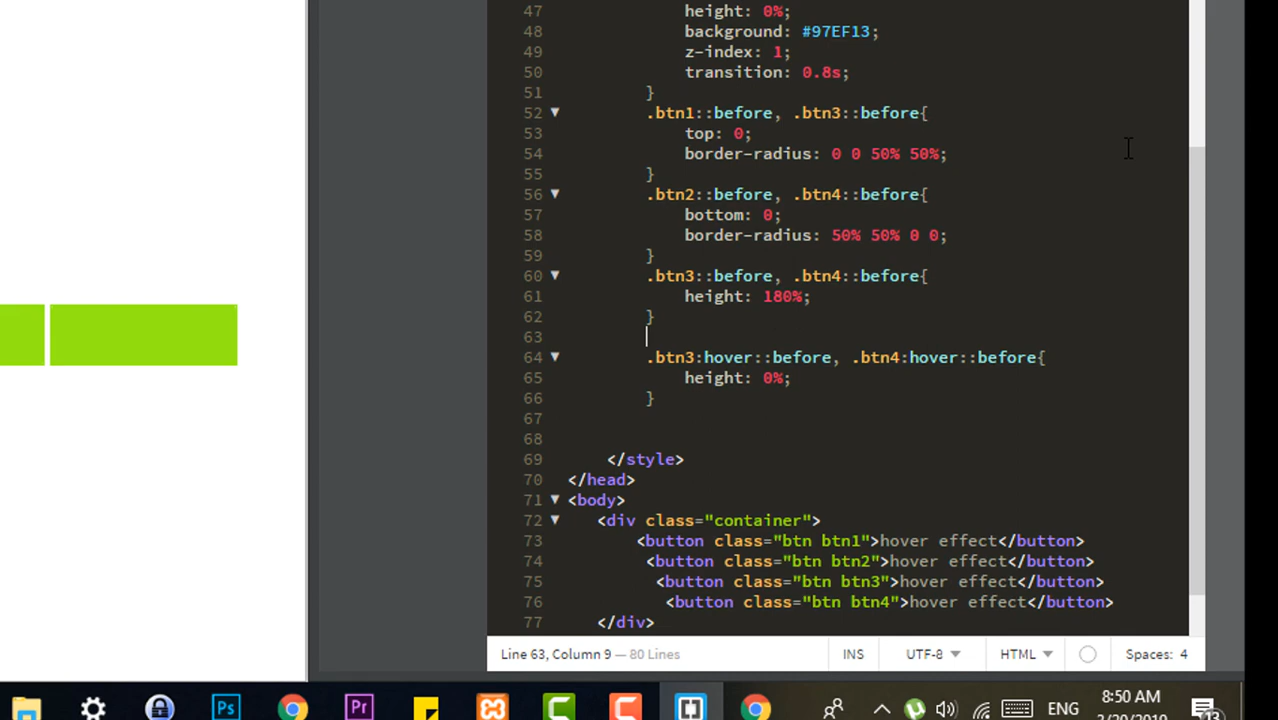 47 height: 0%;
48 background: #97EF13;
49 z-index: 1;
50 transition: 0.8s;
51 }
52 .btn1::before, .btn3::before{
53 top: 0;
54 border-radius: 0 0 50% 50%;
55 }
56 .btn2::before, .btn4::before{
57 bottom: 0;
58 border-radius: 50% 50% 0 0;
59 }
60 .btn3::before, .btn4::before{
61 height: 180%;
62 }
63
64 .btn3:hover::before, .btn4:hover::before{
65 height: 0%;
66 }
67
68
69 </style>
70 </head>
71 <body>
72 <div class="container">
73 <button class="btn btn1">hover effect</button>
74 <button class="btn btn2">hover effect</button>
75 <button class="btn btn3">hover effect</button>
76 <button class="btn btn4">hover effect</button>
77 </div>
Line 63, Column 9 — 80 Lines INS UTF-8 HTML Spaces: 4
Ps Pr ENG 8:50 AM